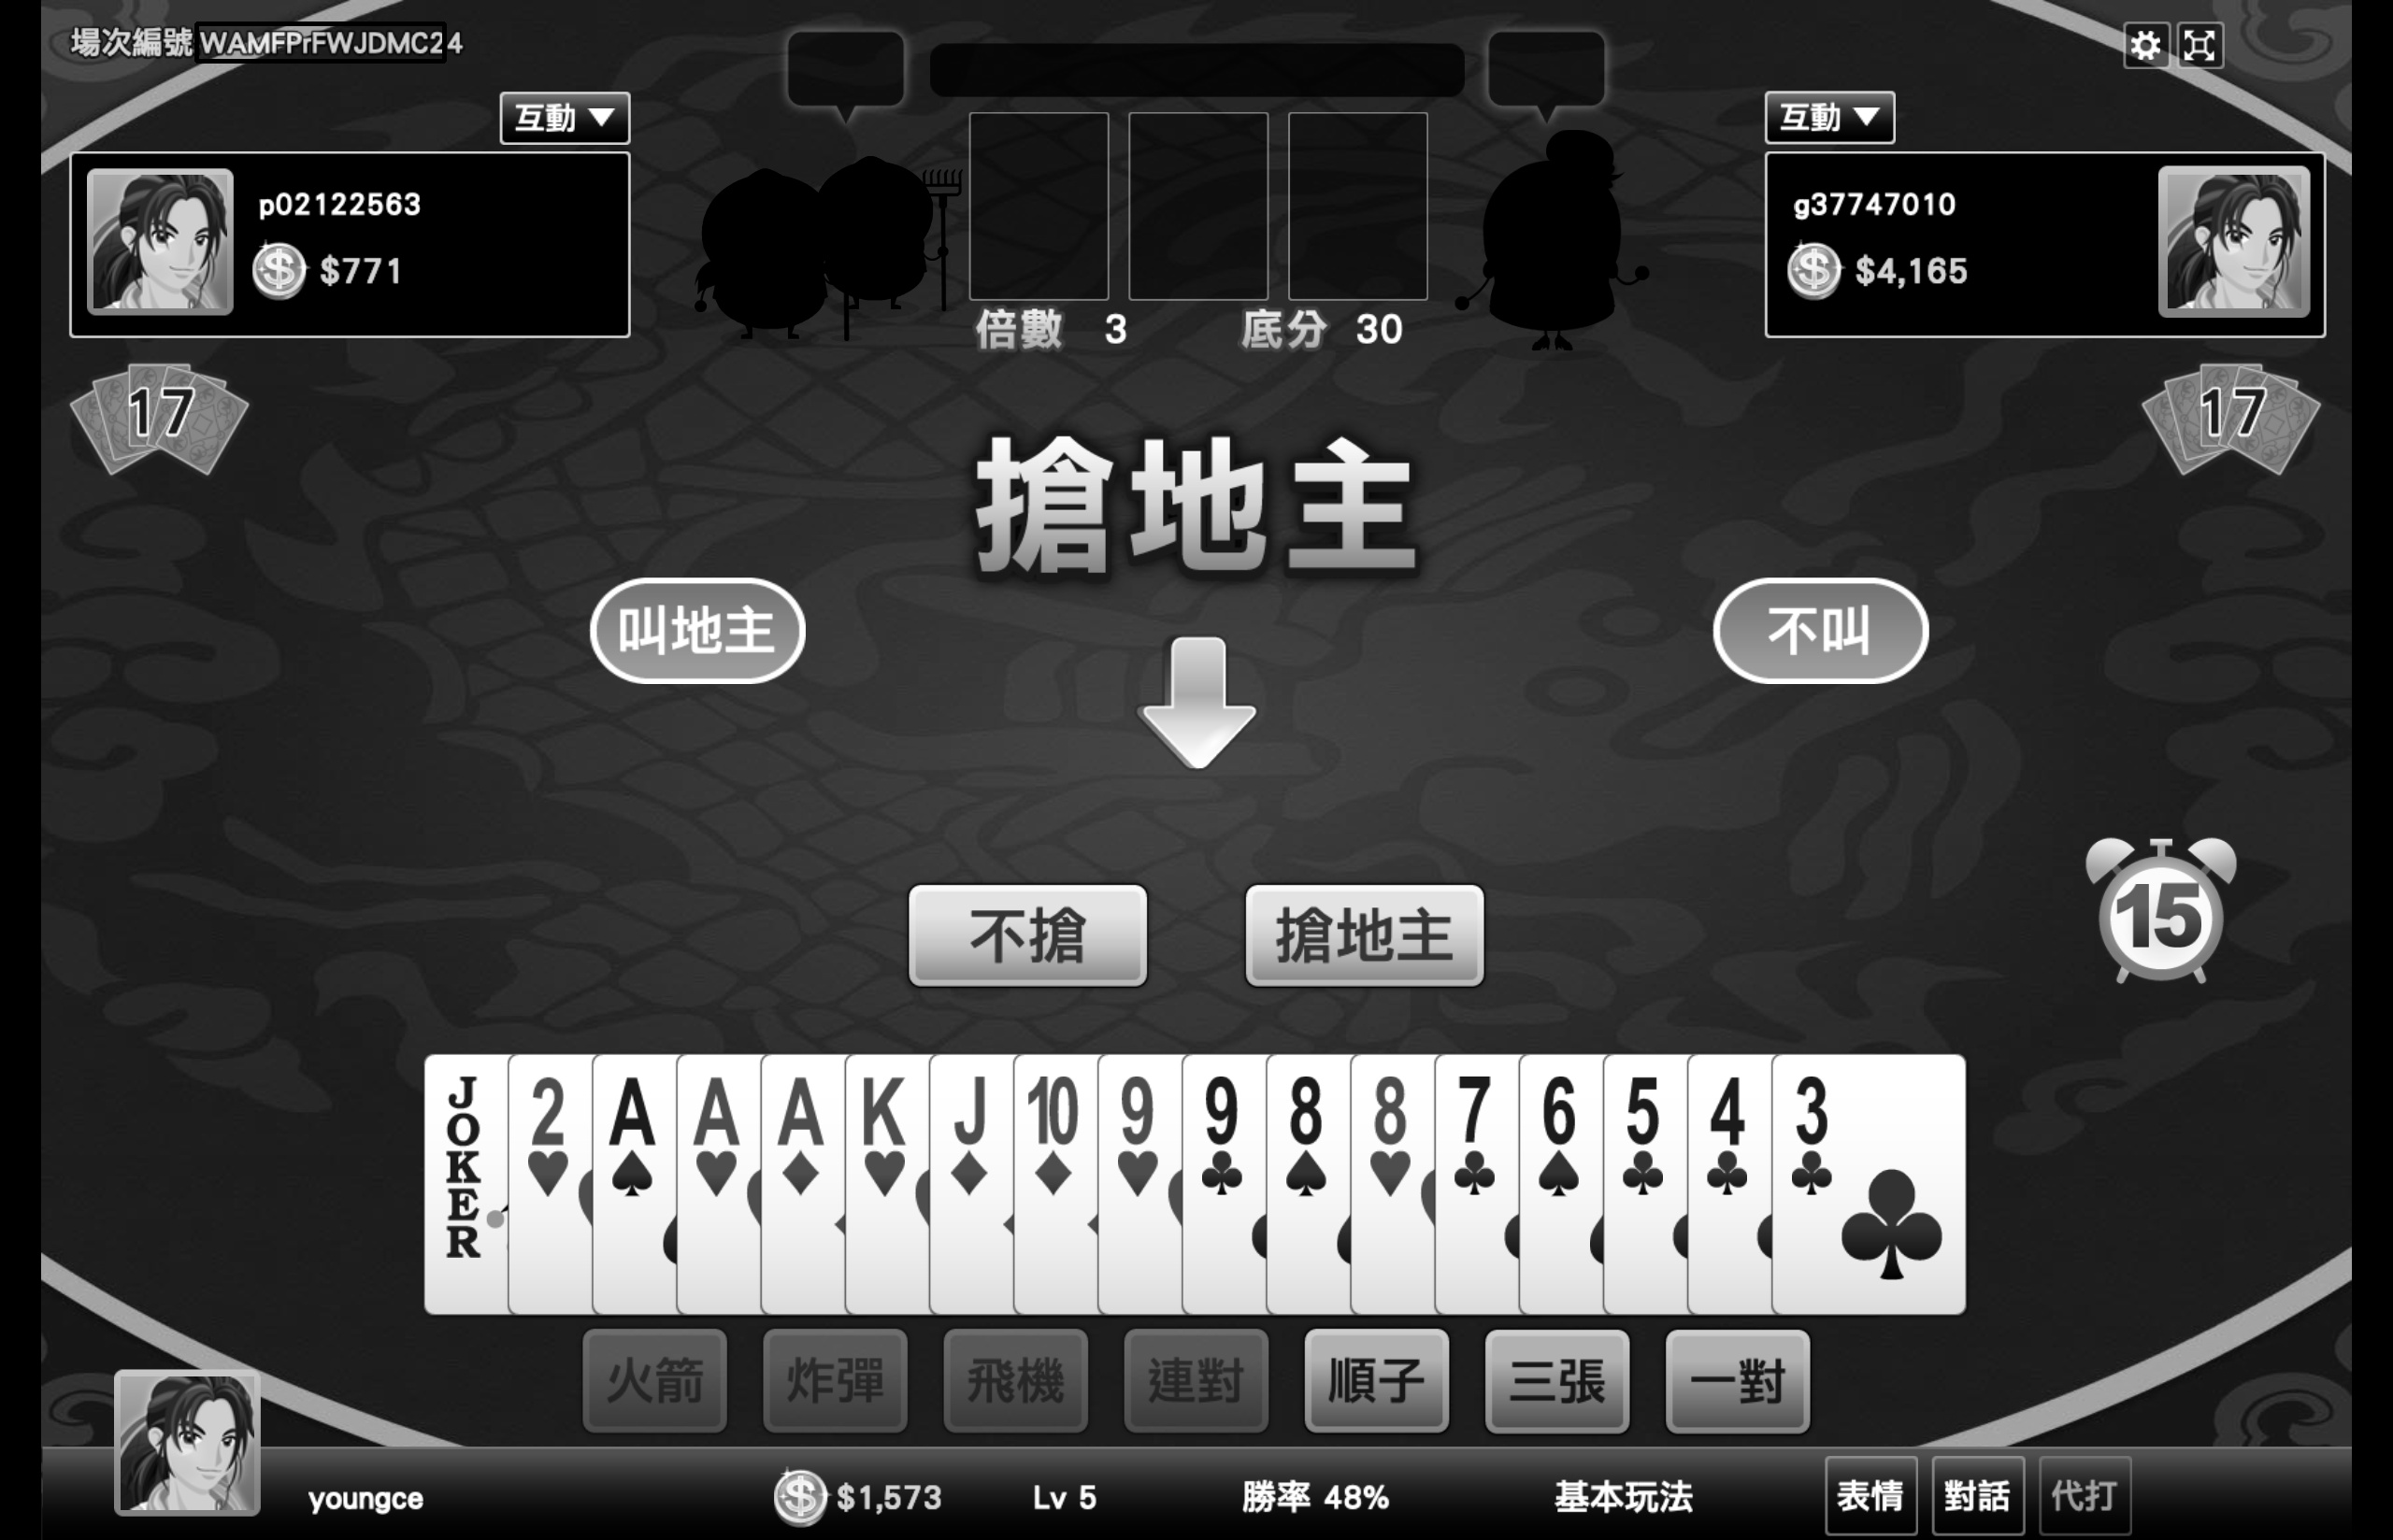 場次編號 WAMFPrFWJDMC24
互動 ▼
互動 ▼
p02122563
$771
g37747010
$4,165
倍數 3 底分 30
17
17
搶地主
叫地主
不叫
15
不搶
搶地主
JOKER 2 A A A K J 10 9 9 8 8 7 6 5 4 3
火箭 炸彈 飛機 連對 順子 三張 一對
youngce $1,573 Lv 5 勝率 48% 基本玩法 表情 對話 代打